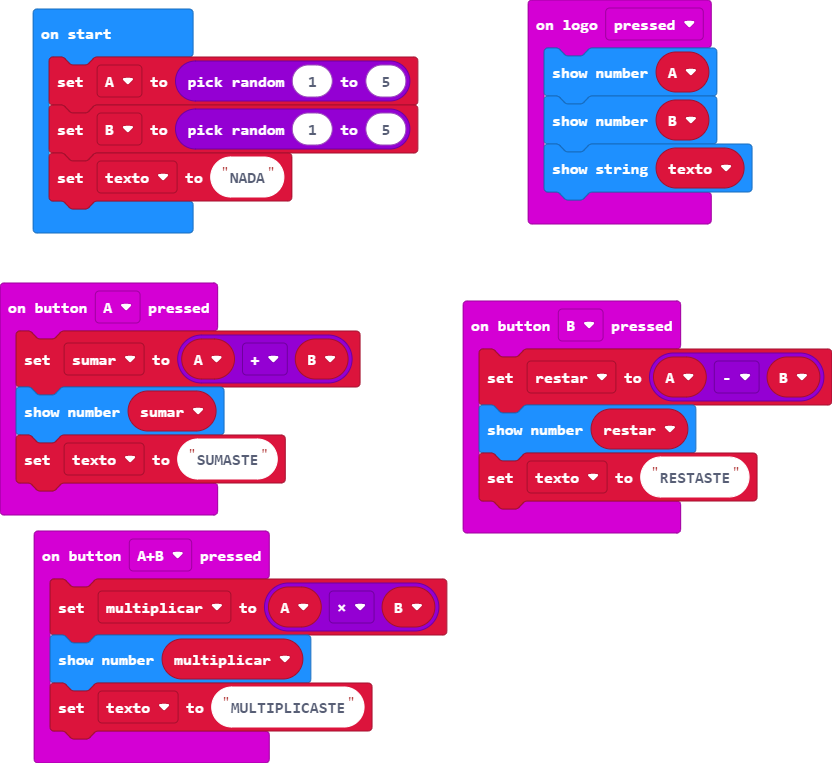 on start
set A to pick random 1 to 5
set B to pick random 1 to 5
set texto to "NADA"
on logo pressed
show number A
show number B
show string texto
on button A pressed
set sumar to A + B
show number sumar
set texto to "SUMASTE"
on button B pressed
set restar to A - B
show number restar
set texto to "RESTASTE"
on button A+B pressed
set multiplicar to A × B
show number multiplicar
set texto to "MULTIPLICASTE"